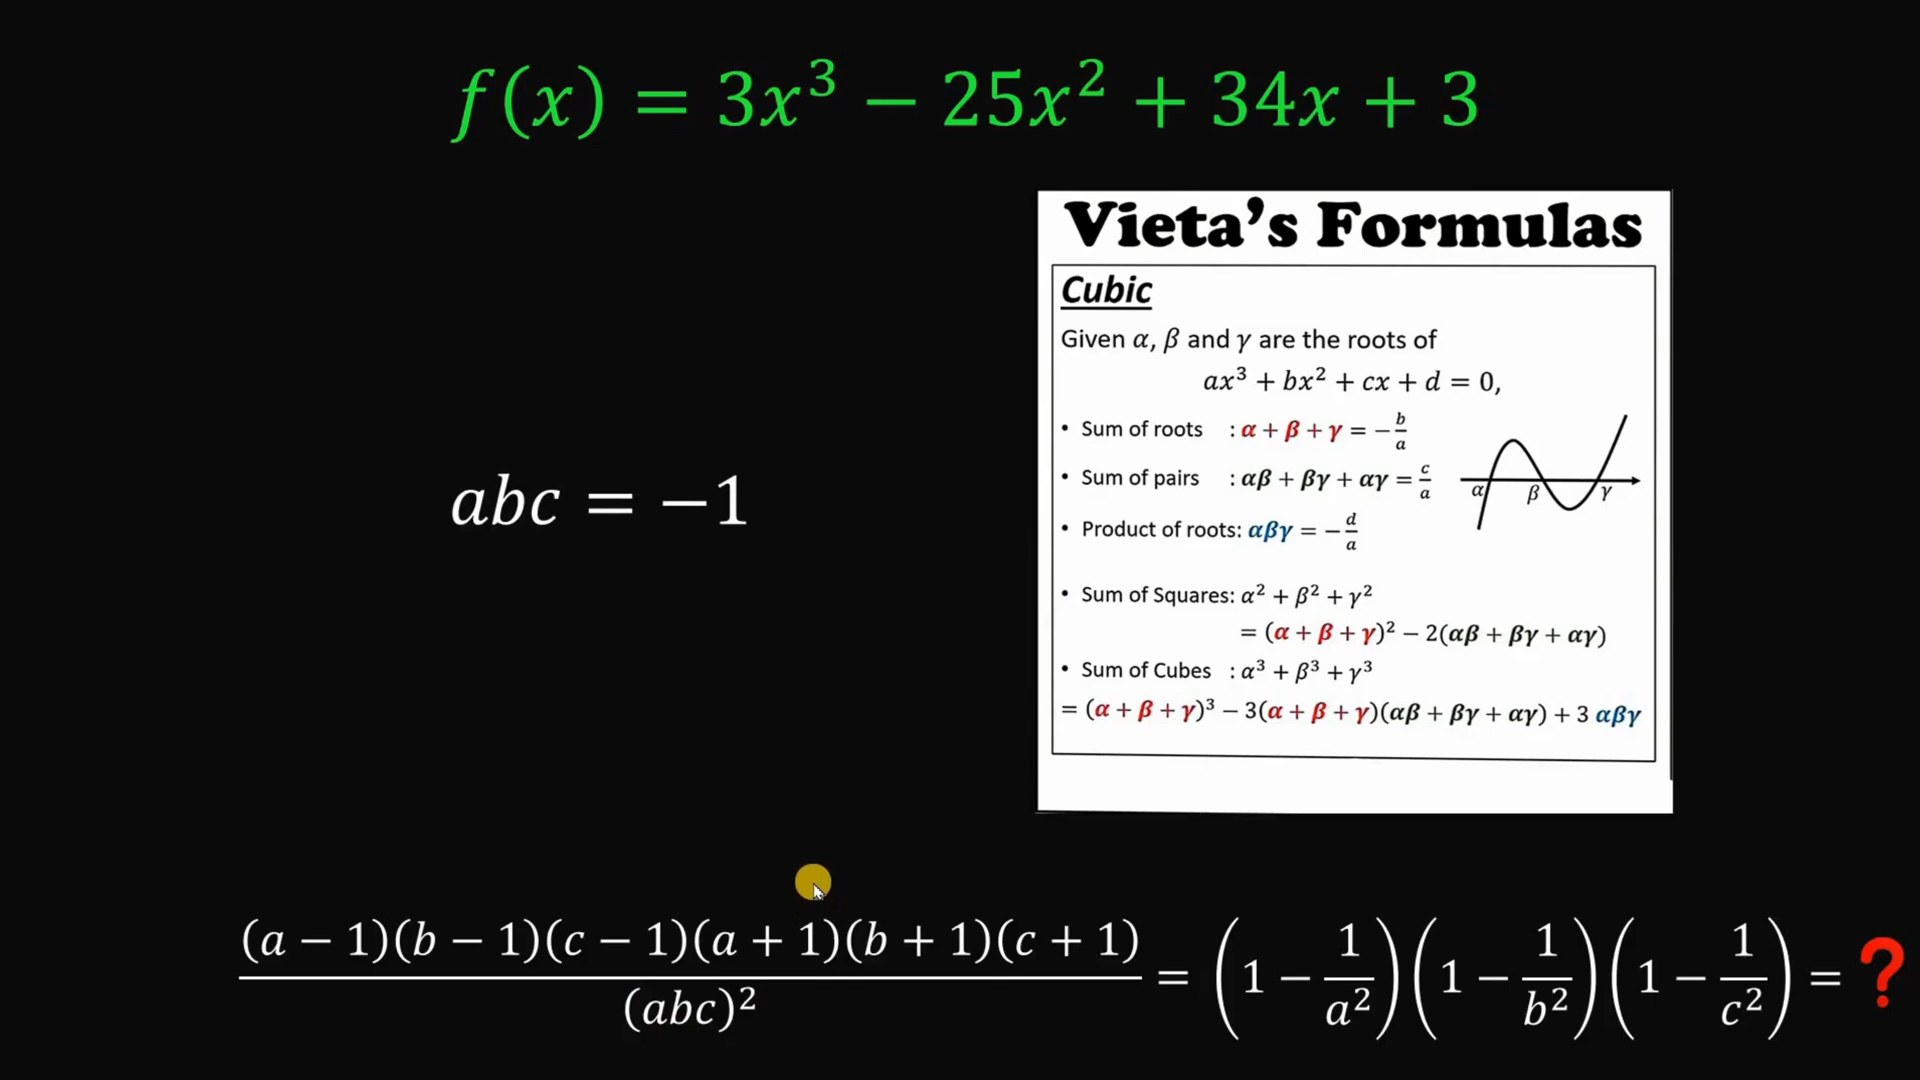 f(x) = 3x³ − 25x² + 34x + 3
Vieta's Formulas
Cubic
Given α, β and γ are the roots of
ax³ + bx² + cx + d = 0,
• Sum of roots : α + β + γ = −b/a
• Sum of pairs : αβ + βγ + αγ = c/a
• Product of roots: αβγ = −d/a
α β γ
• Sum of Squares: α² + β² + γ²
= (α + β + γ)² − 2(αβ + βγ + αγ)
• Sum of Cubes : α³ + β³ + γ³
= (α + β + γ)³ − 3(α + β + γ)(αβ + βγ + αγ) + 3 αβγ
abc = −1
(a − 1)(b − 1)(c − 1)(a + 1)(b + 1)(c + 1)/(abc)² = (1 − 1/a²)(1 − 1/b²)(1 − 1/c²) = ?